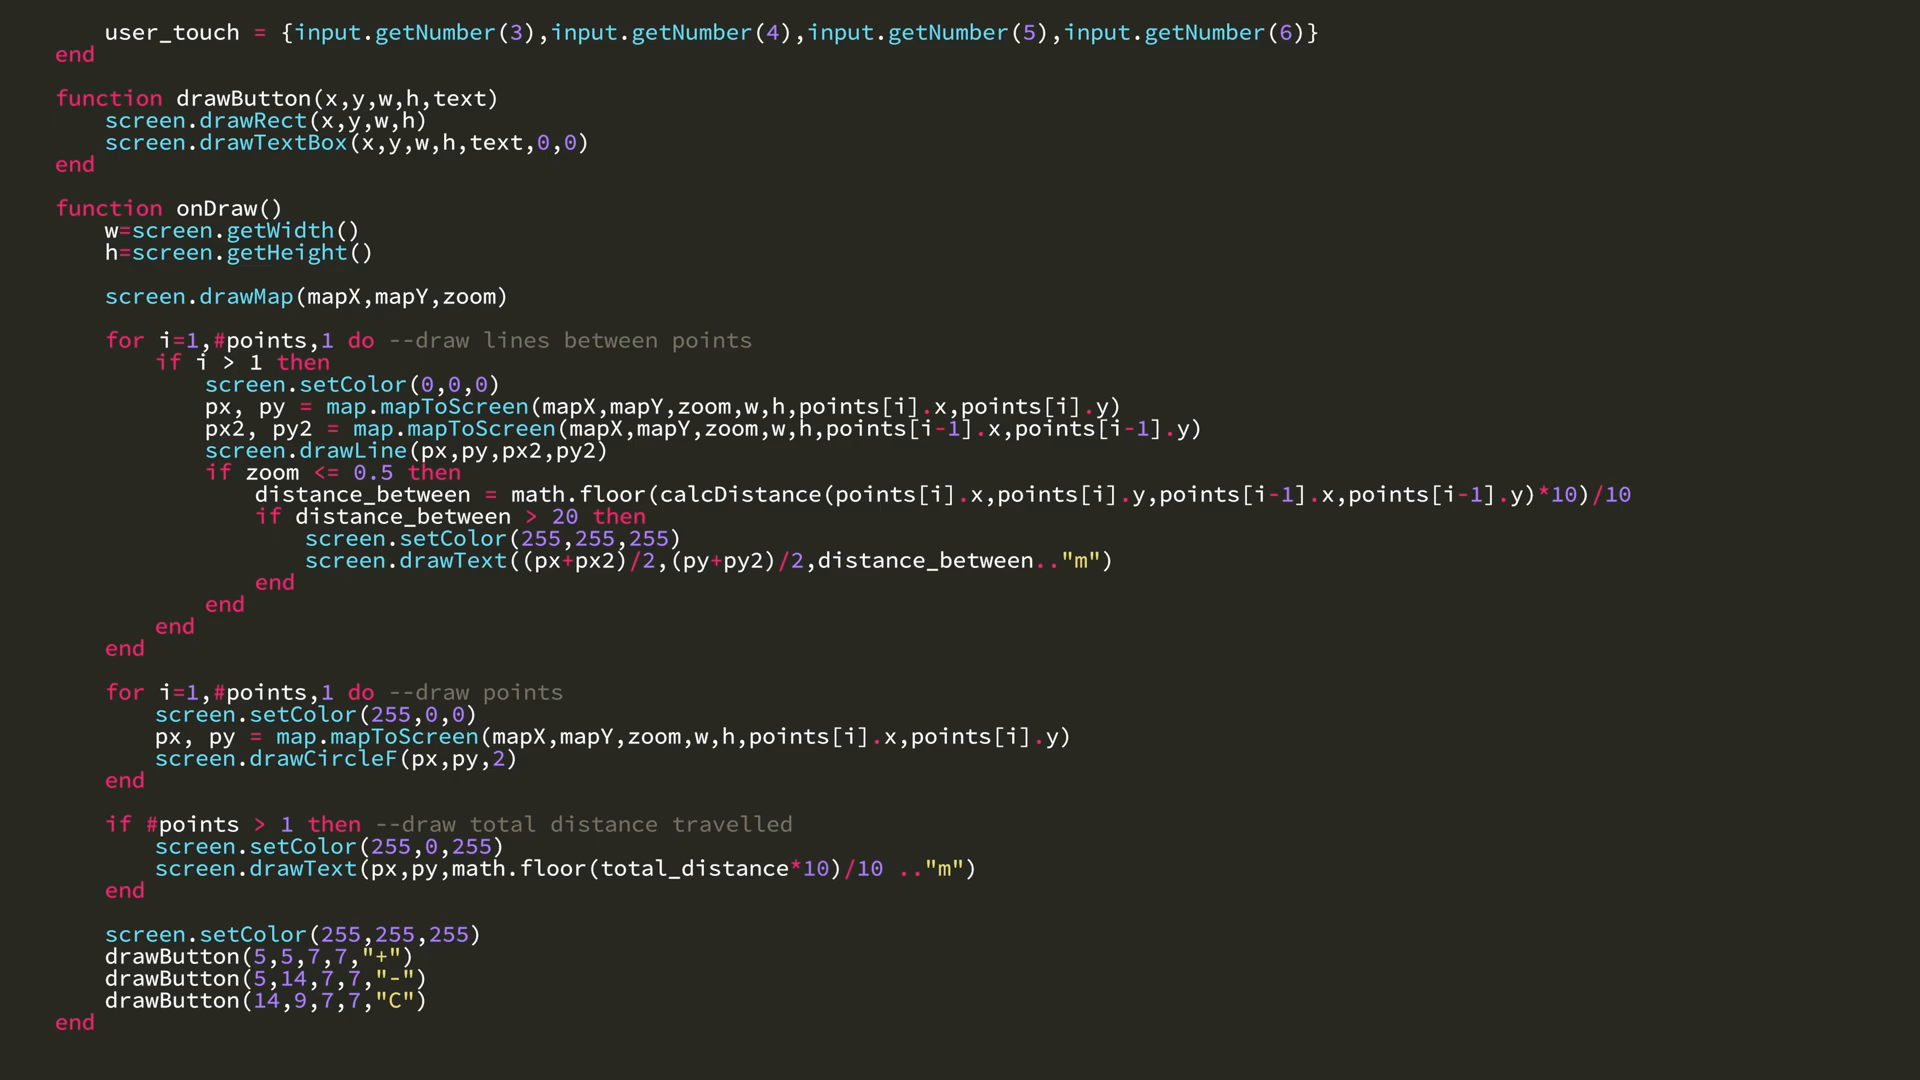 user_touch = {input.getNumber(3),input.getNumber(4),input.getNumber(5),input.getNumber(6)}
end
function drawButton(x,y,w,h,text)
screen.drawRect(x,y,w,h)
screen.drawTextBox(x,y,w,h,text,0,0)
end
function onDraw()
w=screen.getWidth()
h=screen.getHeight()
screen.drawMap(mapX,mapY,zoom)
for i=1,#points,1 do --draw lines between points
if i > 1 then
screen.setColor(0,0,0)
px, py = map.mapToScreen(mapX,mapY,zoom,w,h,points[i].x,points[i].y)
px2, py2 = map.mapToScreen(mapX,mapY,zoom,w,h,points[i-1].x,points[i-1].y)
screen.drawLine(px,py,px2,py2)
if zoom <= 0.5 then
distance_between = math.floor(calcDistance(points[i].x,points[i].y,points[i-1].x,points[i-1].y)*10)/10
if distance_between > 20 then
screen.setColor(255,255,255)
screen.drawText((px+px2)/2,(py+py2)/2,distance_between.."m")
end
end
end
end
for i=1,#points,1 do --draw points
screen.setColor(255,0,0)
px, py = map.mapToScreen(mapX,mapY,zoom,w,h,points[i].x,points[i].y)
screen.drawCircleF(px,py,2)
end
if #points > 1 then --draw total distance travelled
screen.setColor(255,0,255)
screen.drawText(px,py,math.floor(total_distance*10)/10 .."m")
end
screen.setColor(255,255,255)
drawButton(5,5,7,7,"+")
drawButton(5,14,7,7,"-")
drawButton(14,9,7,7,"C")
end